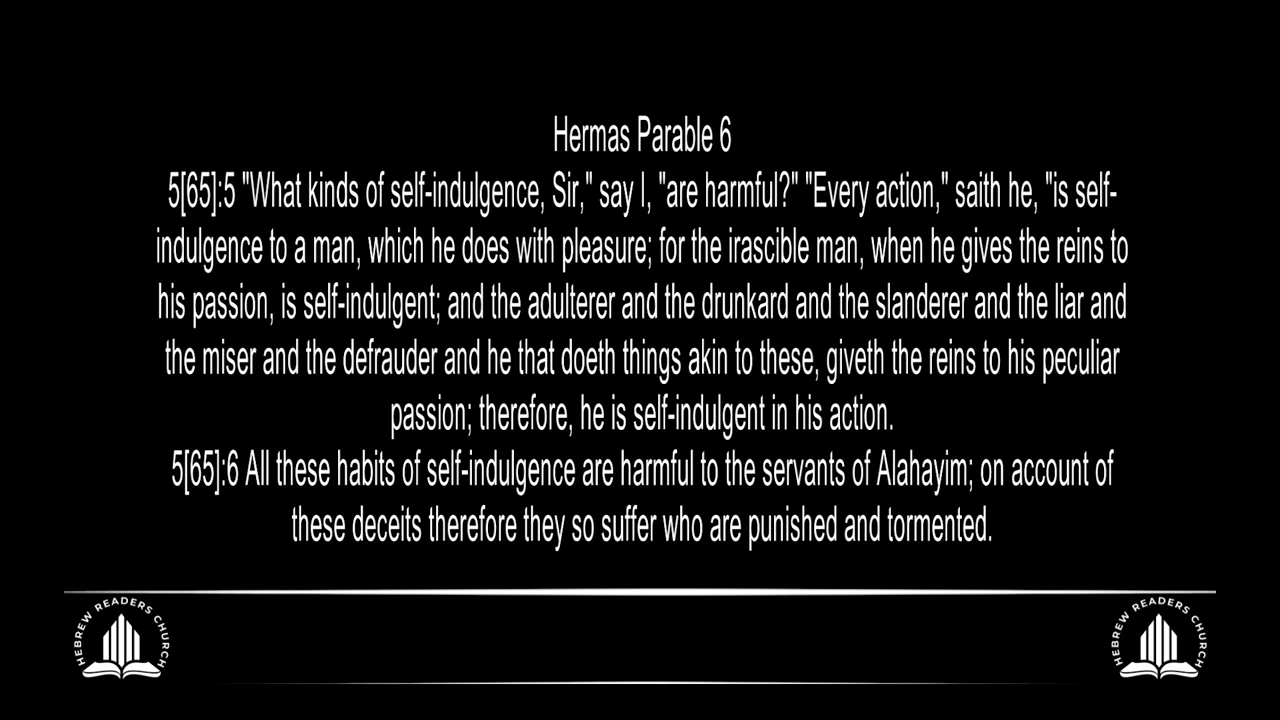 Hermas Parable 6
5[65]:5 "What kinds of self-indulgence, Sir," say I, "are harmful?" "Every action," saith he, "is self-
indulgence to a man, which he does with pleasure; for the irascible man, when he gives the reins to
his passion, is self-indulgent; and the adulterer and the drunkard and the slanderer and the liar and
the miser and the defrauder and he that doeth things akin to these, giveth the reins to his peculiar
passion; therefore, he is self-indulgent in his action.
5[65]:6 All these habits of self-indulgence are harmful to the servants of Alahayim; on account of
these deceits therefore they so suffer who are punished and tormented.
HEBREW READERS CHURCH
HEBREW READERS CHURCH